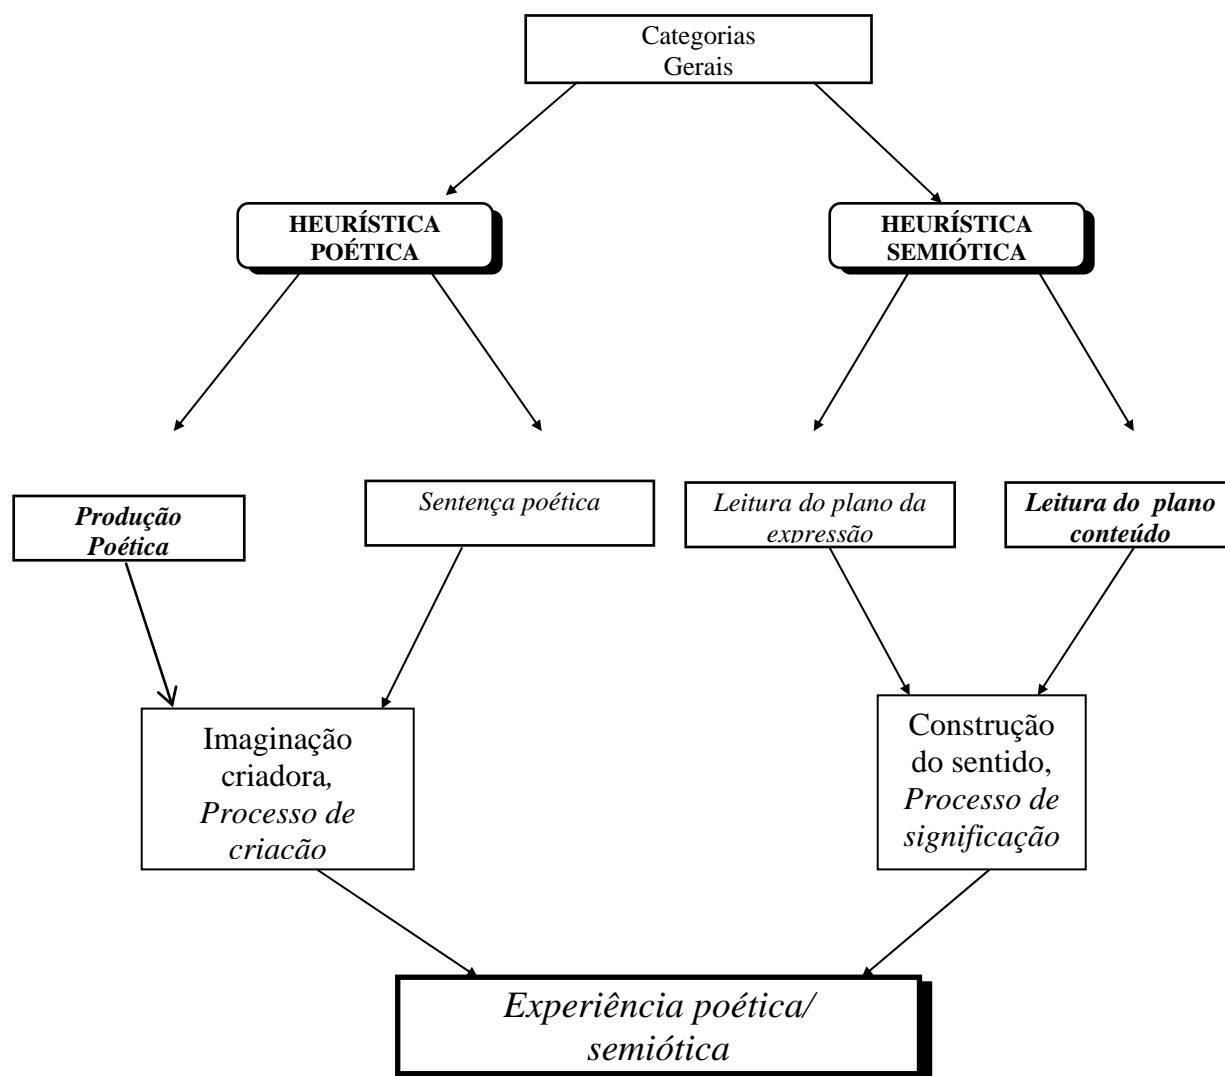 Categorias
Gerais
HEURÍSTICA
POÉTICA
HEURÍSTICA
SEMIÓTICA
Produção
Poética
Sentença poética
Leitura do plano da
expressão
Leitura do  plano
conteúdo
Imaginação
criadora,
Processo de
criação
Construção
do sentido,
Processo de
significação
Experiência poética/
semiótica